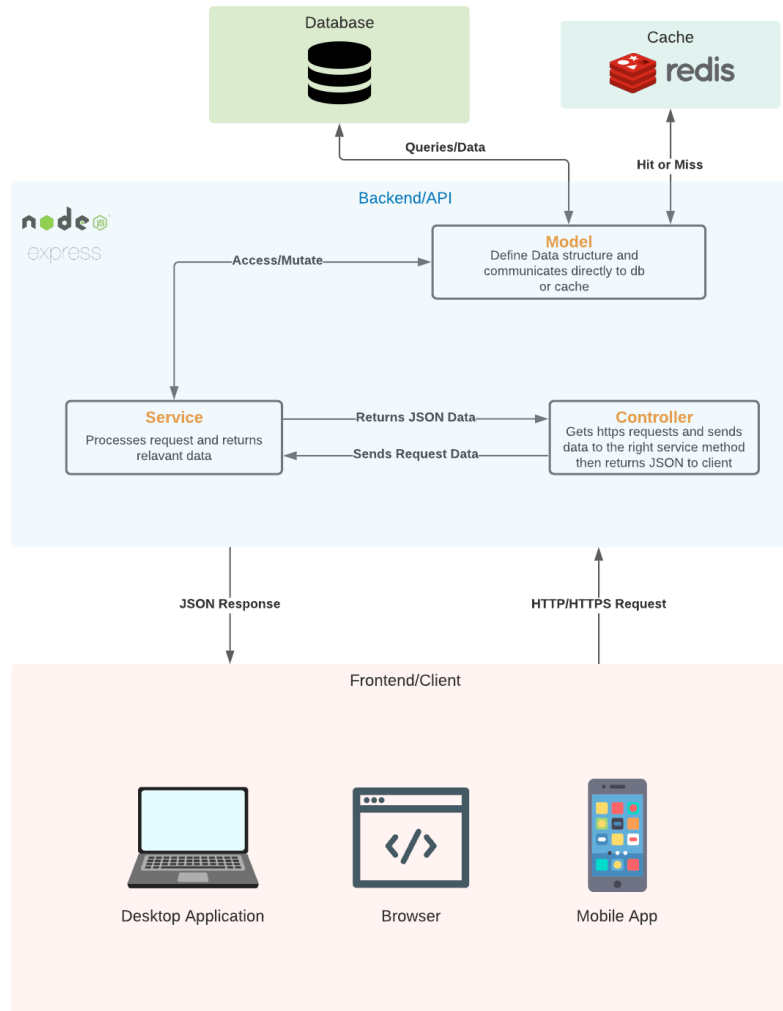 Database
Cache
redis
Queries/Data
Hit or Miss
Backend/API
node
JS
express
Model
Define Data structure and
communicates directly to db
or cache
Access/Mutate
Service
Processes request and returns
relavant data
Returns JSON Data
Sends Request Data
Controller
Gets https requests and sends
data to the right service method
then returns JSON to client
JSON Response
HTTP/HTTPS Request
Frontend/Client
</>
Desktop Application
Browser
Mobile App